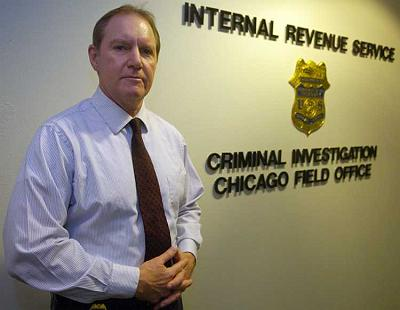 INTERNAL REVENUE SERVICE
CRIMINAL INVESTIGATION
CHICAGO FIELD OFFICE